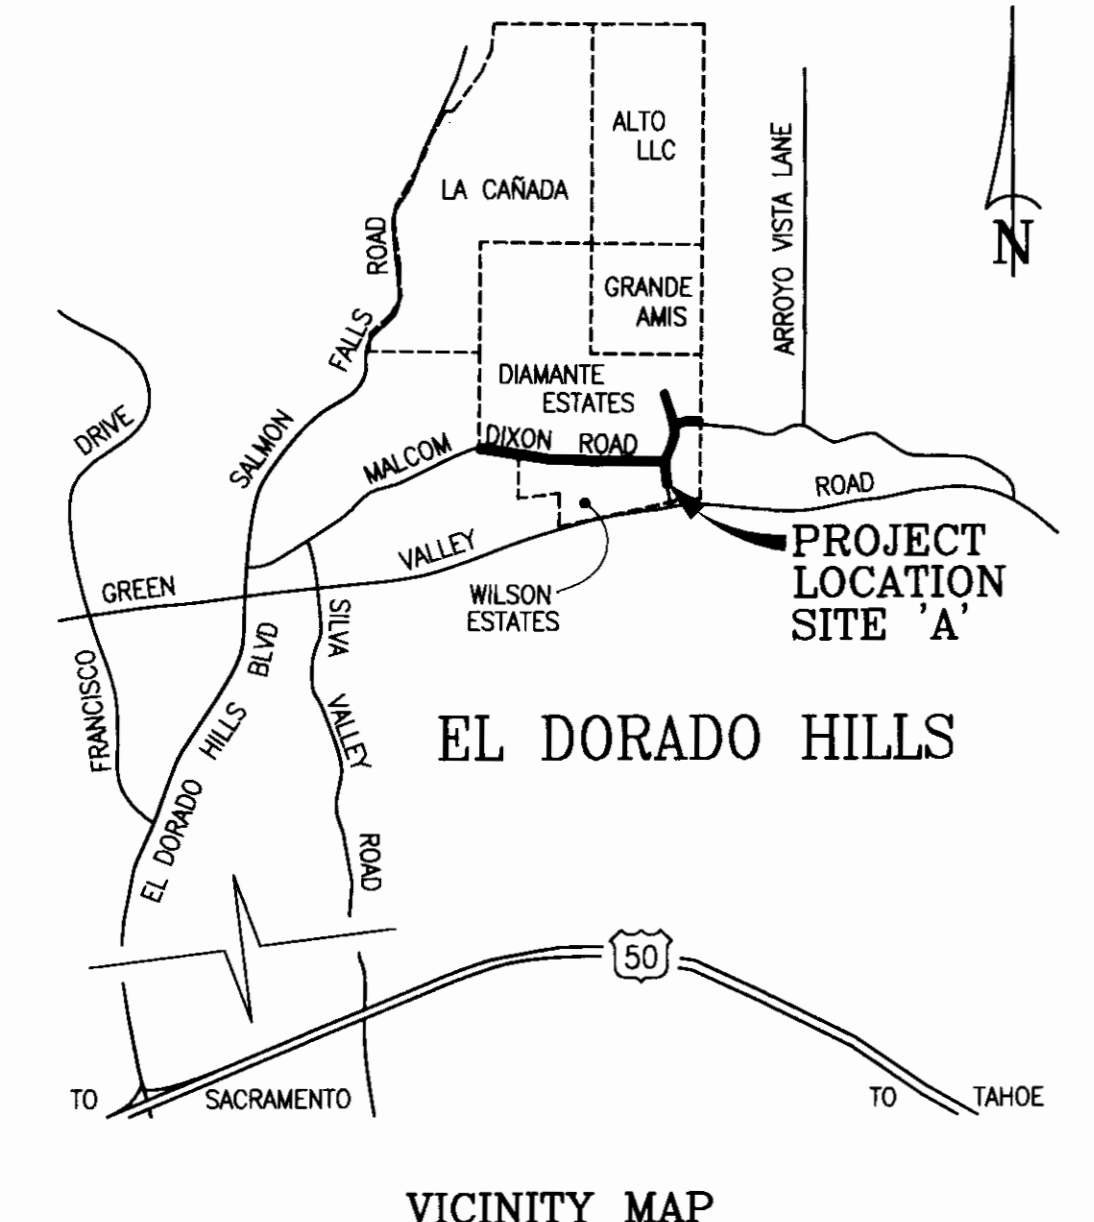 ALTO
LLC
LA CAÑADA
ARROYO VISTA LANE
N
GRANDE
AMIS
SALMON FALLS ROAD
DIAMANTE
ESTATES
MALCOM DIXON ROAD
FRANCISCO DRIVE
GREEN VALLEY ROAD
WILSON
ESTATES
PROJECT
LOCATION
SITE 'A'
SILVA VALLEY ROAD
EL DORADO HILLS BLVD
EL DORADO HILLS
50
TO SACRAMENTO
TO TAHOE
VICINITY MAP